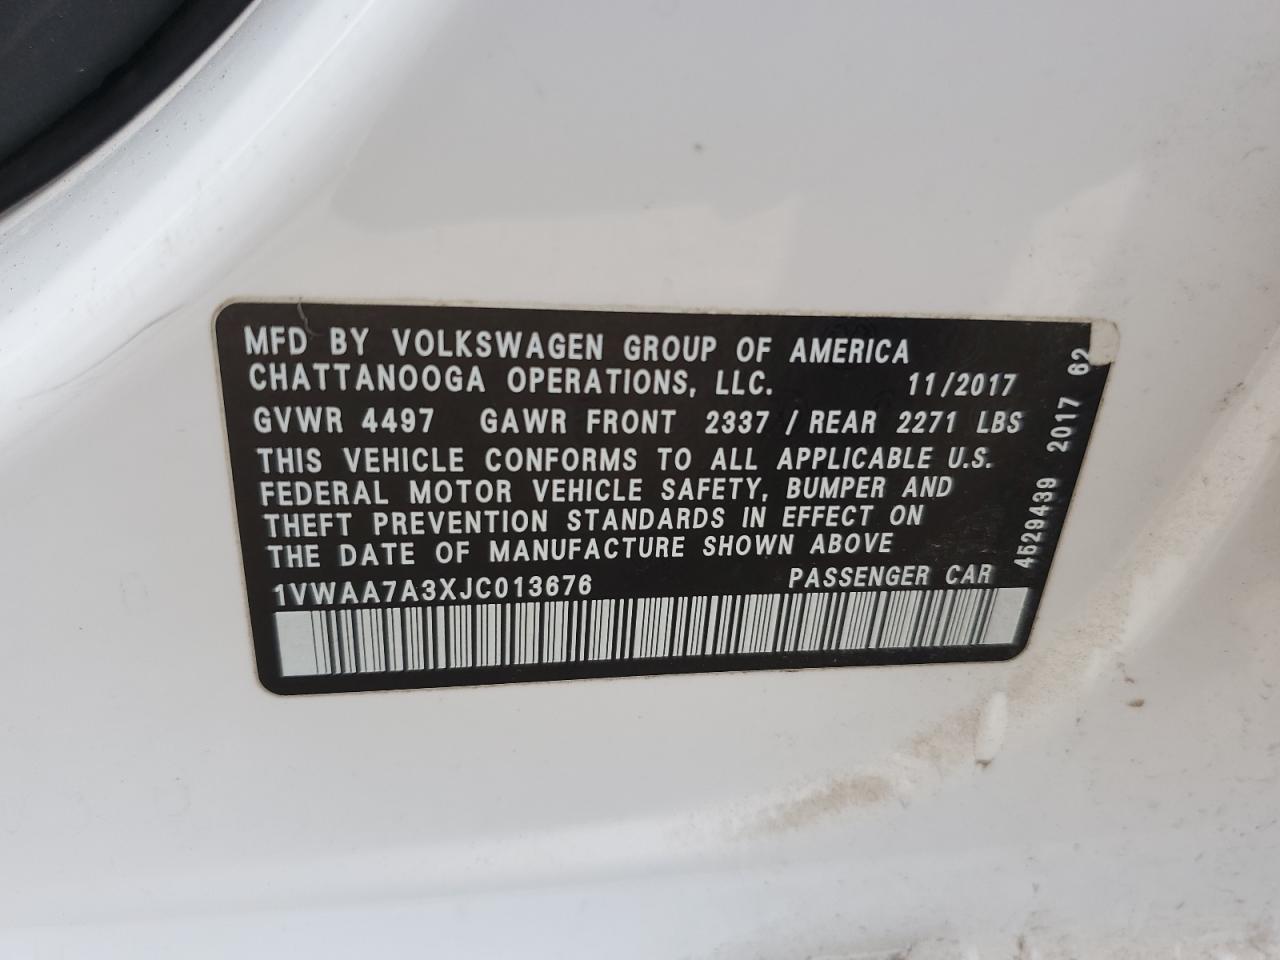 MFD BY VOLKSWAGEN GROUP OF AMERICA
CHATTANOOGA OPERATIONS, LLC. 11/2017
GVWR 4497 GAWR FRONT 2337 / REAR 2271 LBS
THIS VEHICLE CONFORMS TO ALL APPLICABLE U.S.
FEDERAL MOTOR VEHICLE SAFETY, BUMPER AND
THEFT PREVENTION STANDARDS IN EFFECT ON
THE DATE OF MANUFACTURE SHOWN ABOVE
1VWAA7A3XJC013676 PASSENGER CAR
4529439 2017 62